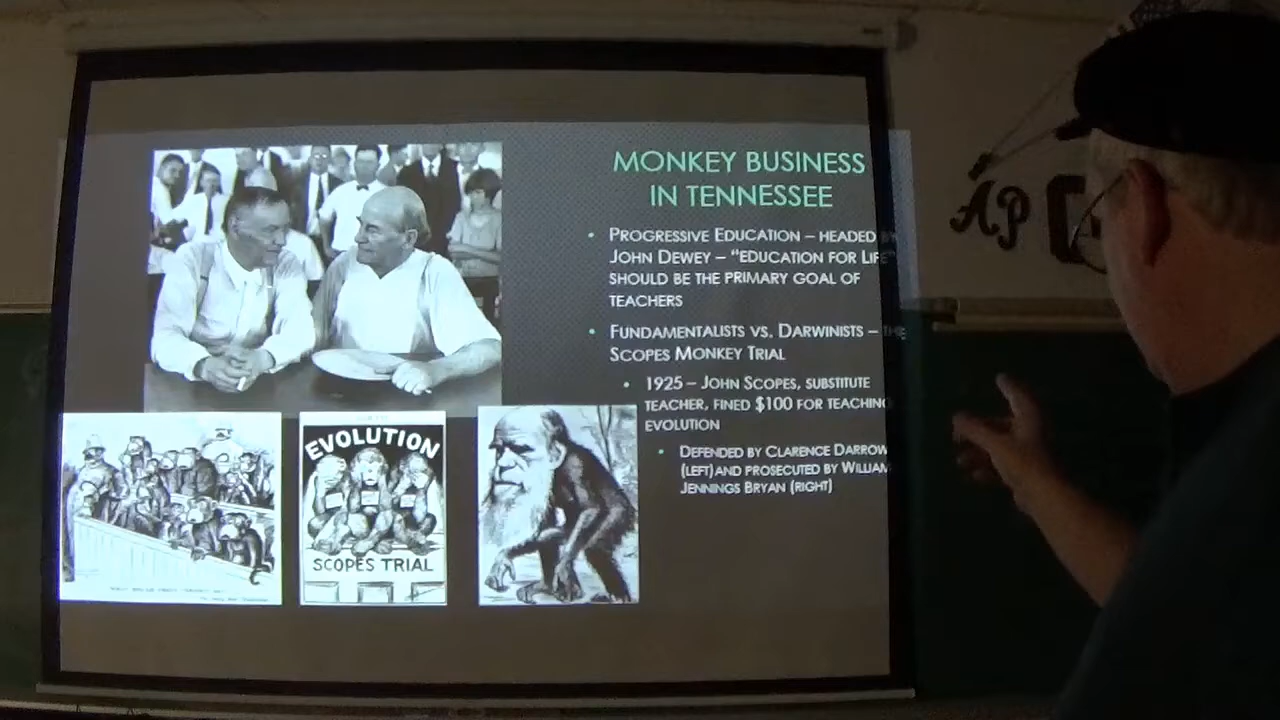 MONKEY BUSINESS
IN TENNESSEE
• PROGRESSIVE EDUCATION – HEADED BY
JOHN DEWEY – "EDUCATION FOR LIFE"
SHOULD BE THE PRIMARY GOAL OF
TEACHERS
• FUNDAMENTALISTS VS. DARWINISTS – THE
SCOPES MONKEY TRIAL
• 1925 – JOHN SCOPES, SUBSTITUTE
TEACHER, FINED $100 FOR TEACHING
EVOLUTION
• DEFENDED BY CLARENCE DARROW
(LEFT)AND PROSECUTED BY WILLIAM
JENNINGS BRYAN (RIGHT)
EVOLUTION
SCOPES TRIAL
AP